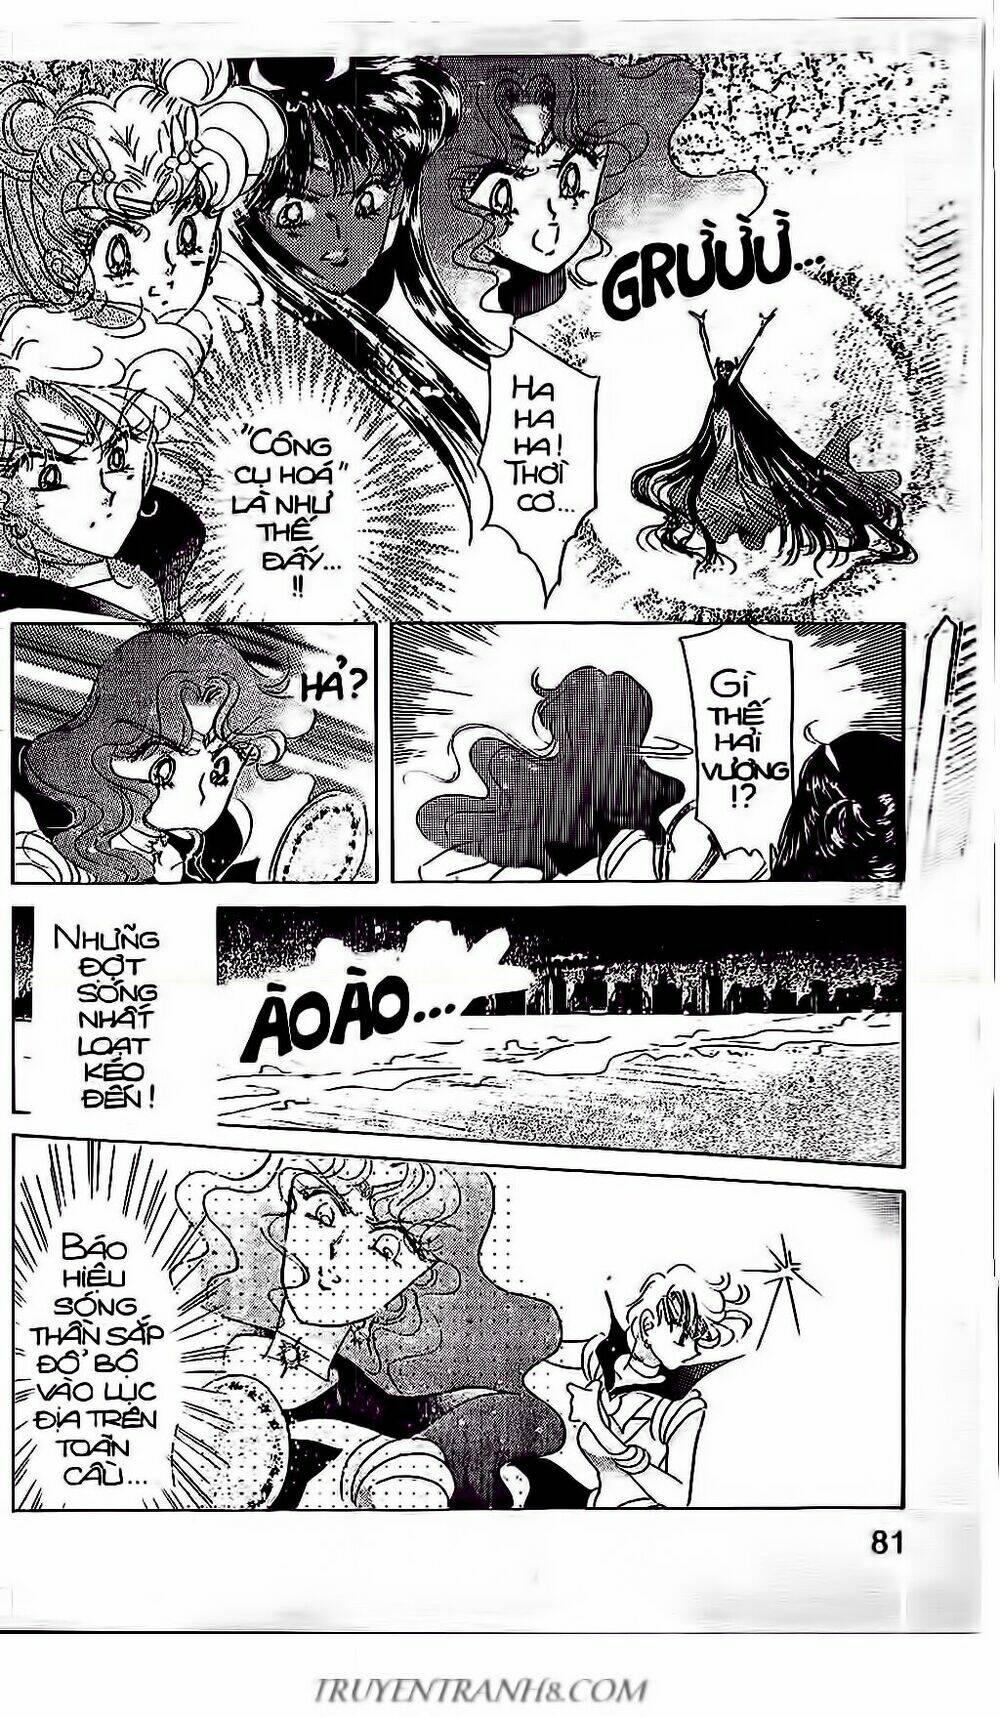 GRỪỪỪ...
HA
HA
HA!
THỜI
CƠ...
"CÔNG
CỤ HOÁ"
LÀ NHƯ
THẾ
ĐẤY...
!!
HẢ?
GÌ
THẾ
HẢI
VƯƠNG
!?
NHƯNG
ĐỢT
SÓNG
NHẤT
LOẠT
KÉO
ĐẾN!
ÀO ÀO...
BÁO
HIỆU
SÓNG
THẦN SẮP
ĐỔ BỘ
VÀO LỤC
ĐỊA TRÊN
TOÀN
CẦU...
81
TRUYENTRANH8.COM